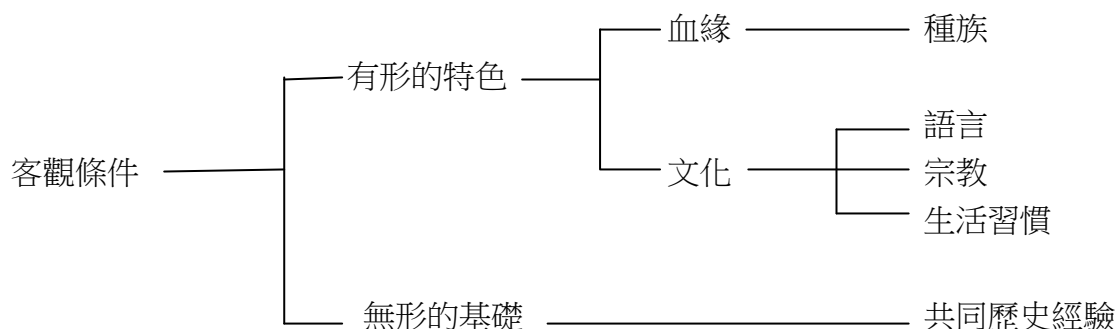 血緣
種族
有形的特色
語言
客觀條件
文化
宗教
生活習慣
無形的基礎
共同歷史經驗